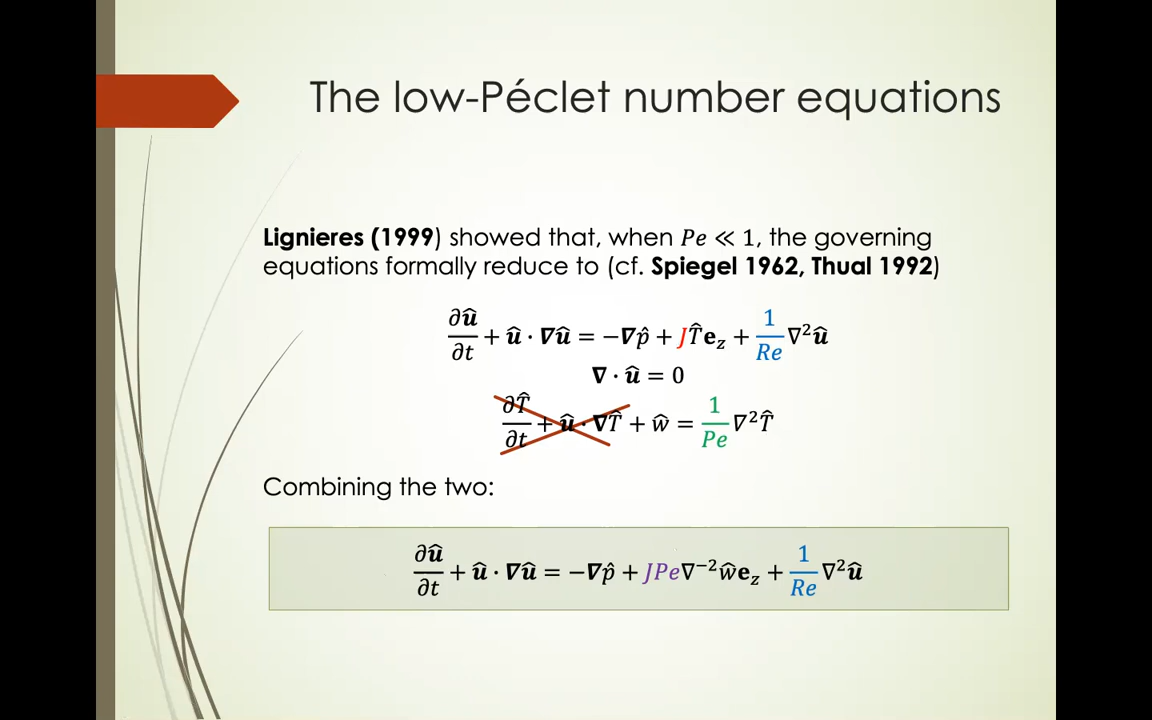 The low-Péclet number equations
Lignieres (1999) showed that, when Pe ≪ 1, the governing
equations formally reduce to (cf. Spiegel 1962, Thual 1992)
∂û/∂t + û · ∇û = −∇p̂ + JT̂e_z + 1/Re ∇²û
∇ · û = 0
∂T̂/∂t + û · ∇T̂ + ŵ = 1/Pe ∇²T̂
Combining the two:
∂û/∂t + û · ∇û = −∇p̂ + JPe∇⁻²ŵe_z + 1/Re ∇²û